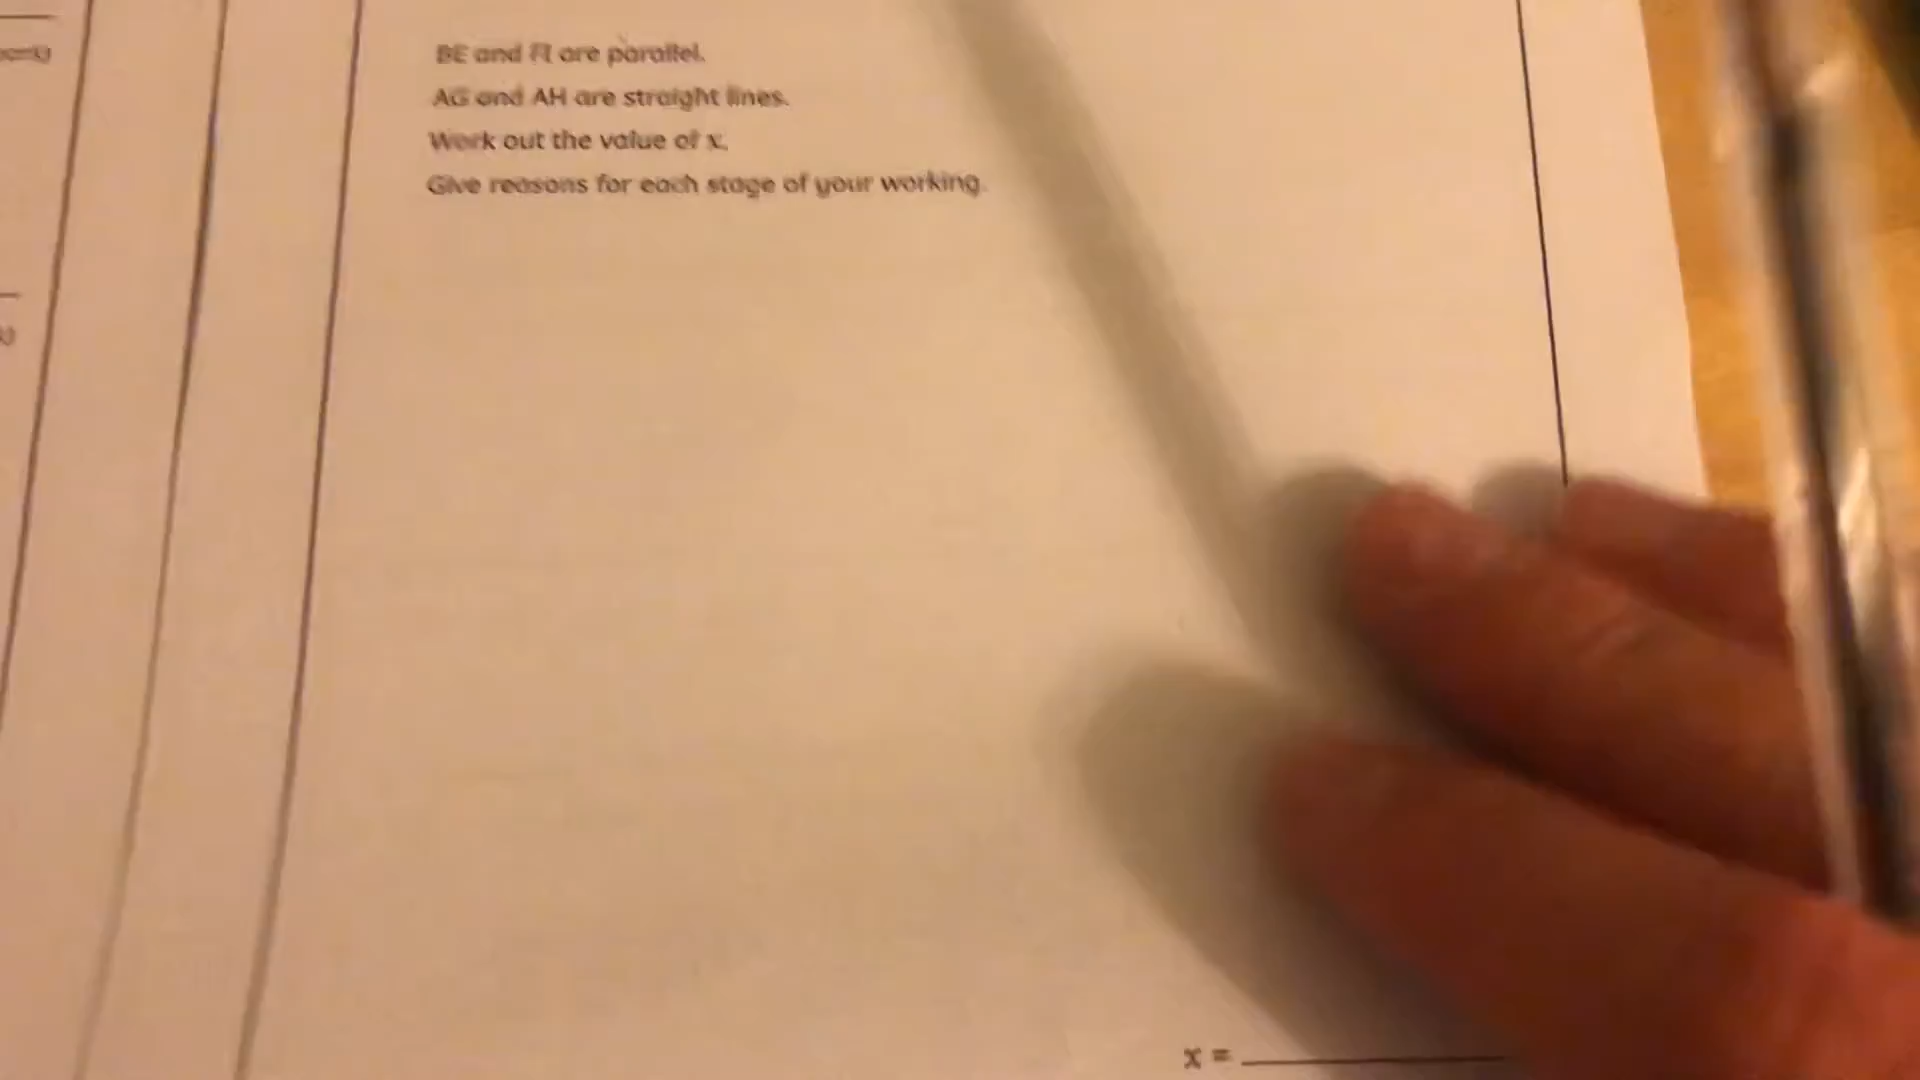 BE and FI are parallel.
AG and AH are straight lines.
Work out the value of x.
Give reasons for each stage of your working.
x =